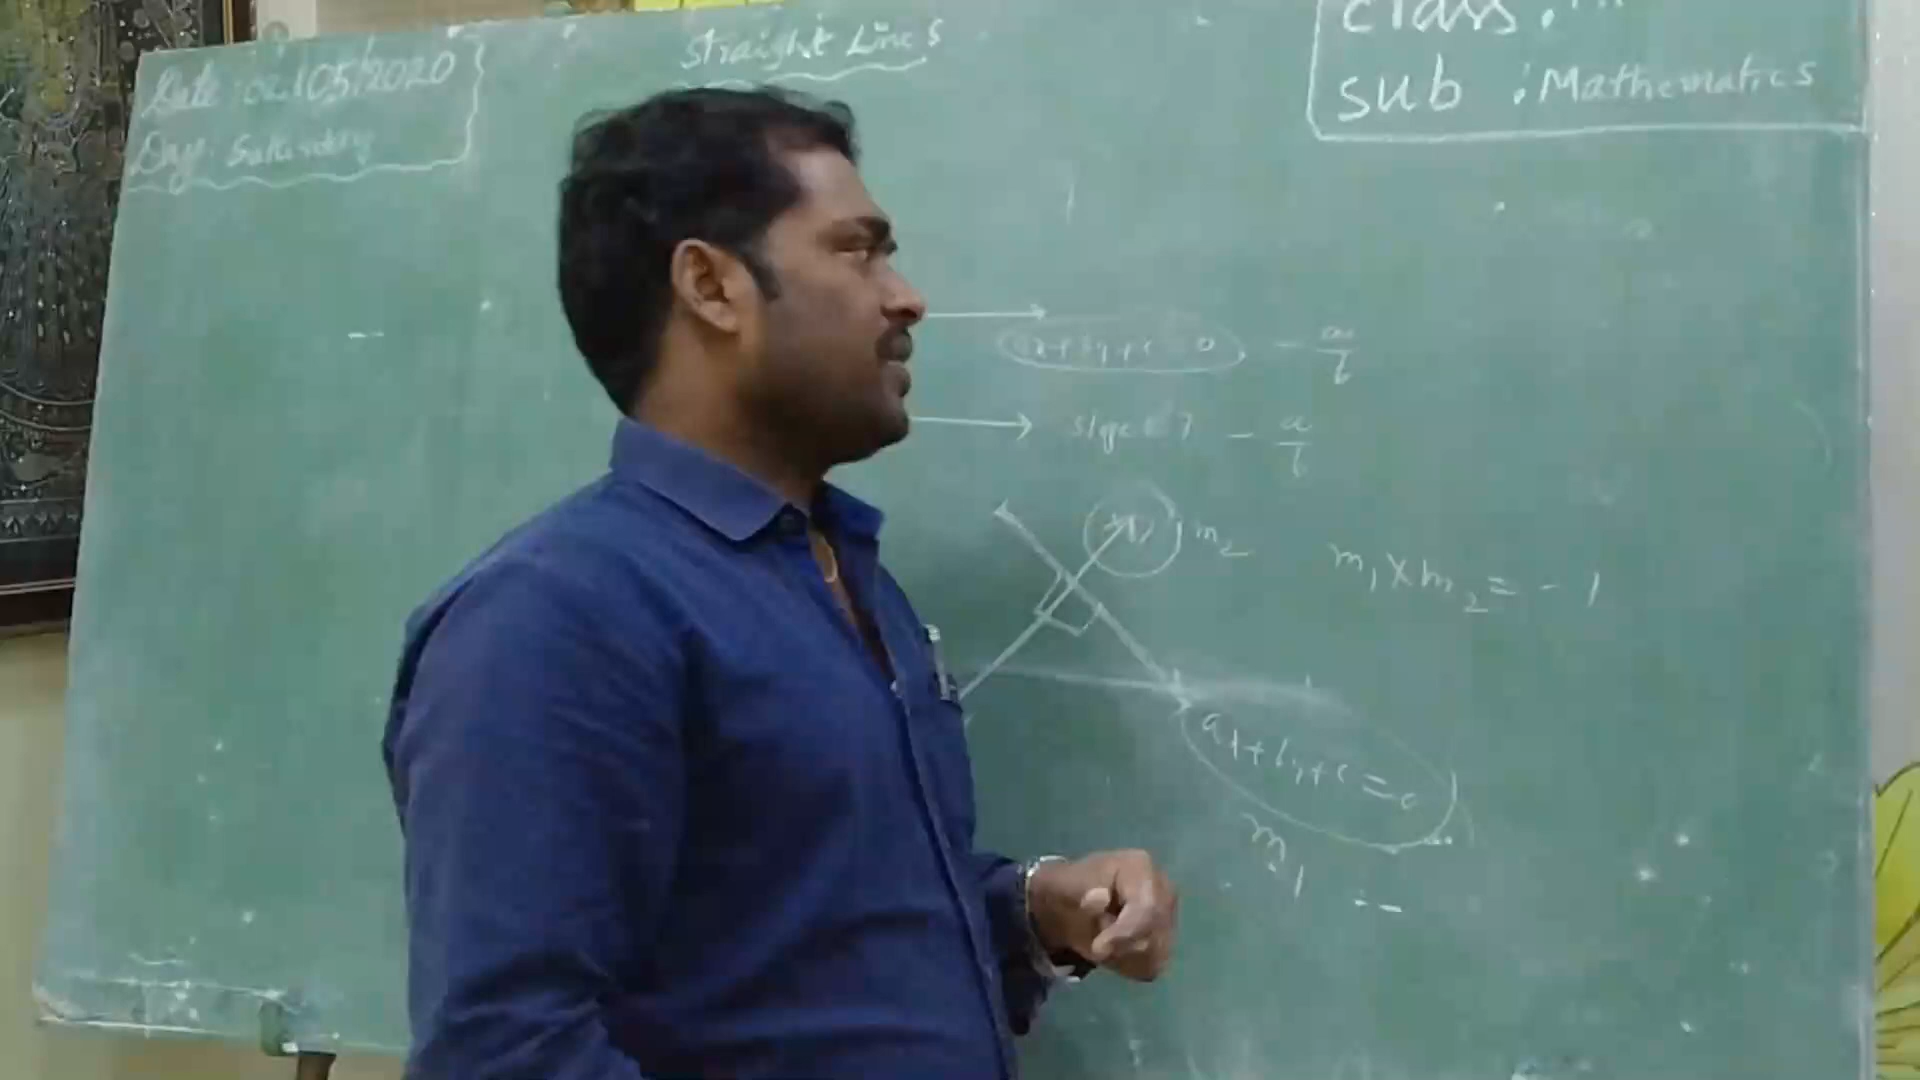 Date: 02/05/2020
Day: Saturday
Straight Lines
class :
sub : Mathematics
ax+by+c=0 - a/b
slope - a/b
m2
m1 x m2 = -1
ax+by+c=0
m1 --